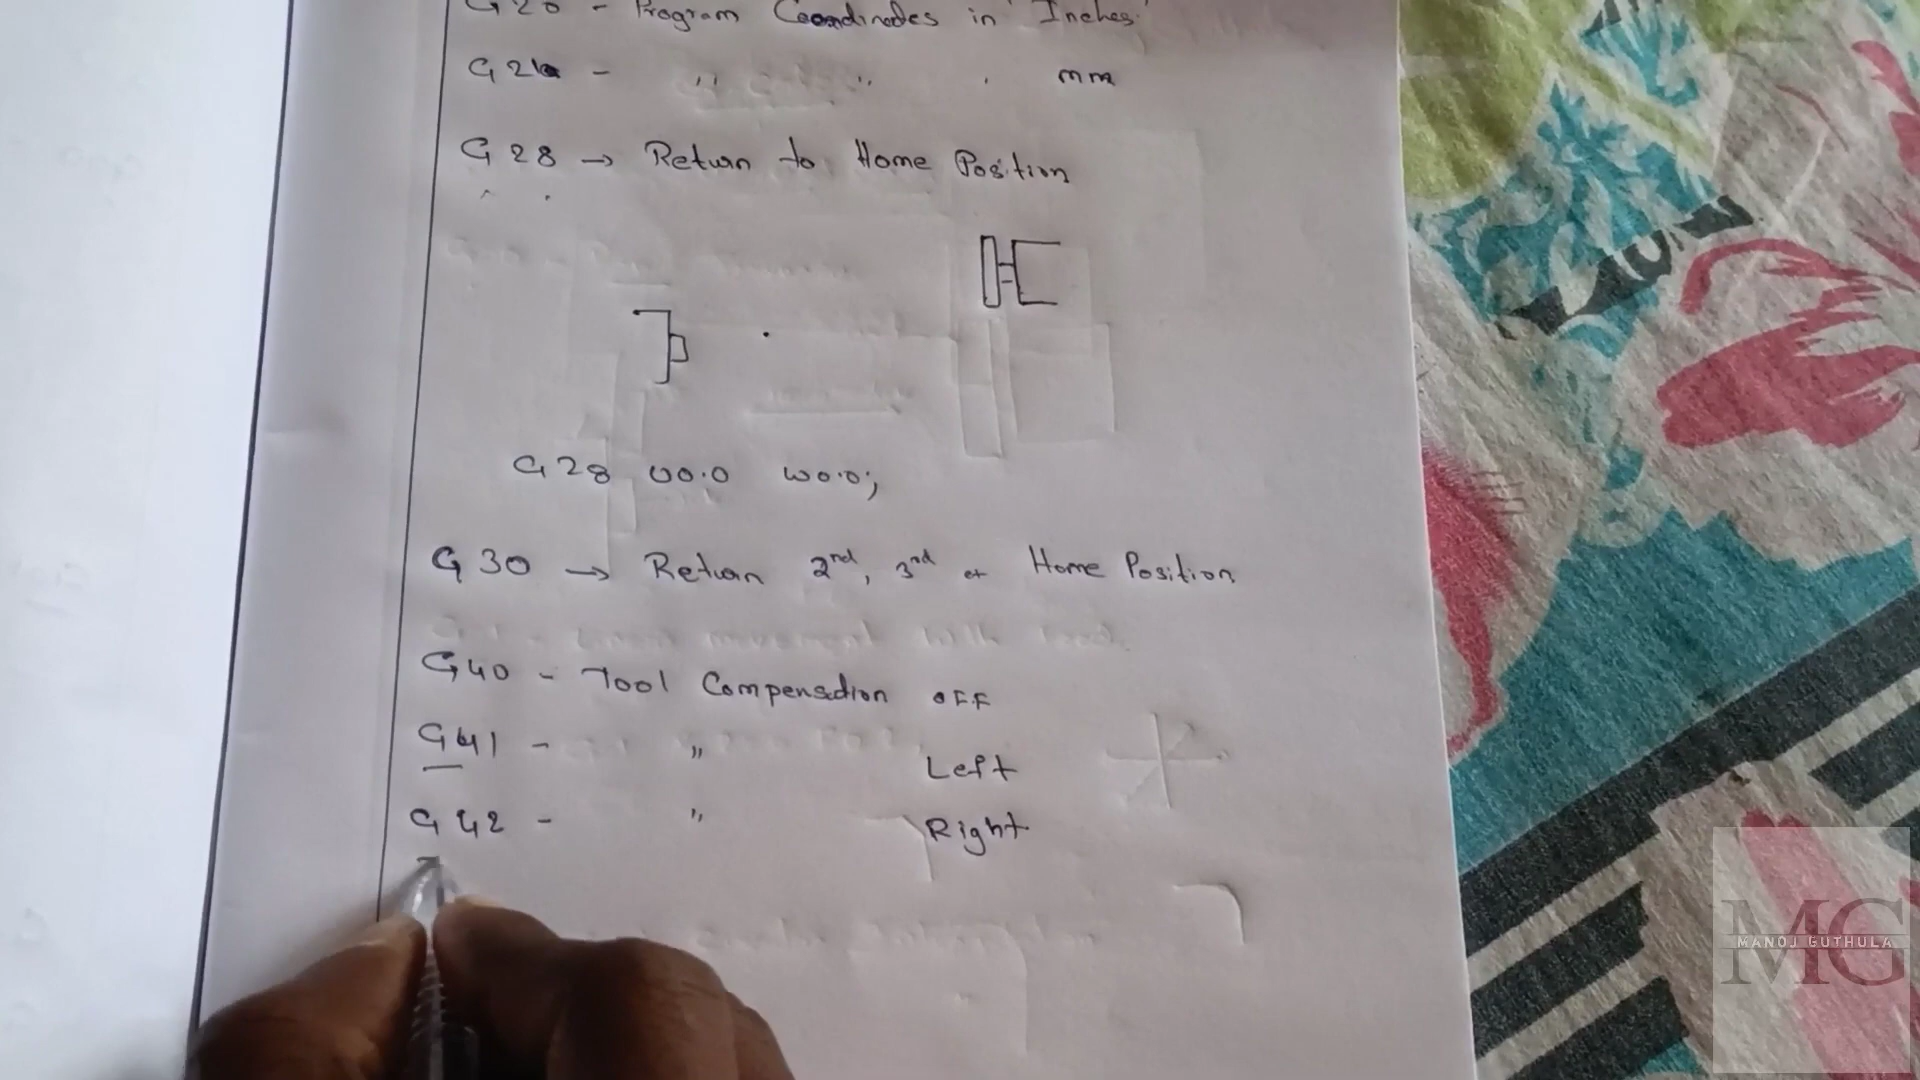 G20 - Program Coordinates in Inches
G21 - " " " mm
G28 → Return to Home Position
G28 U0.0 W0.0;
G30 → Return 2nd, 3rd Home Position
G40 - Tool Compensation OFF
G41 - " Left
G42 - " Right
MG
MANOJ GUTHULA